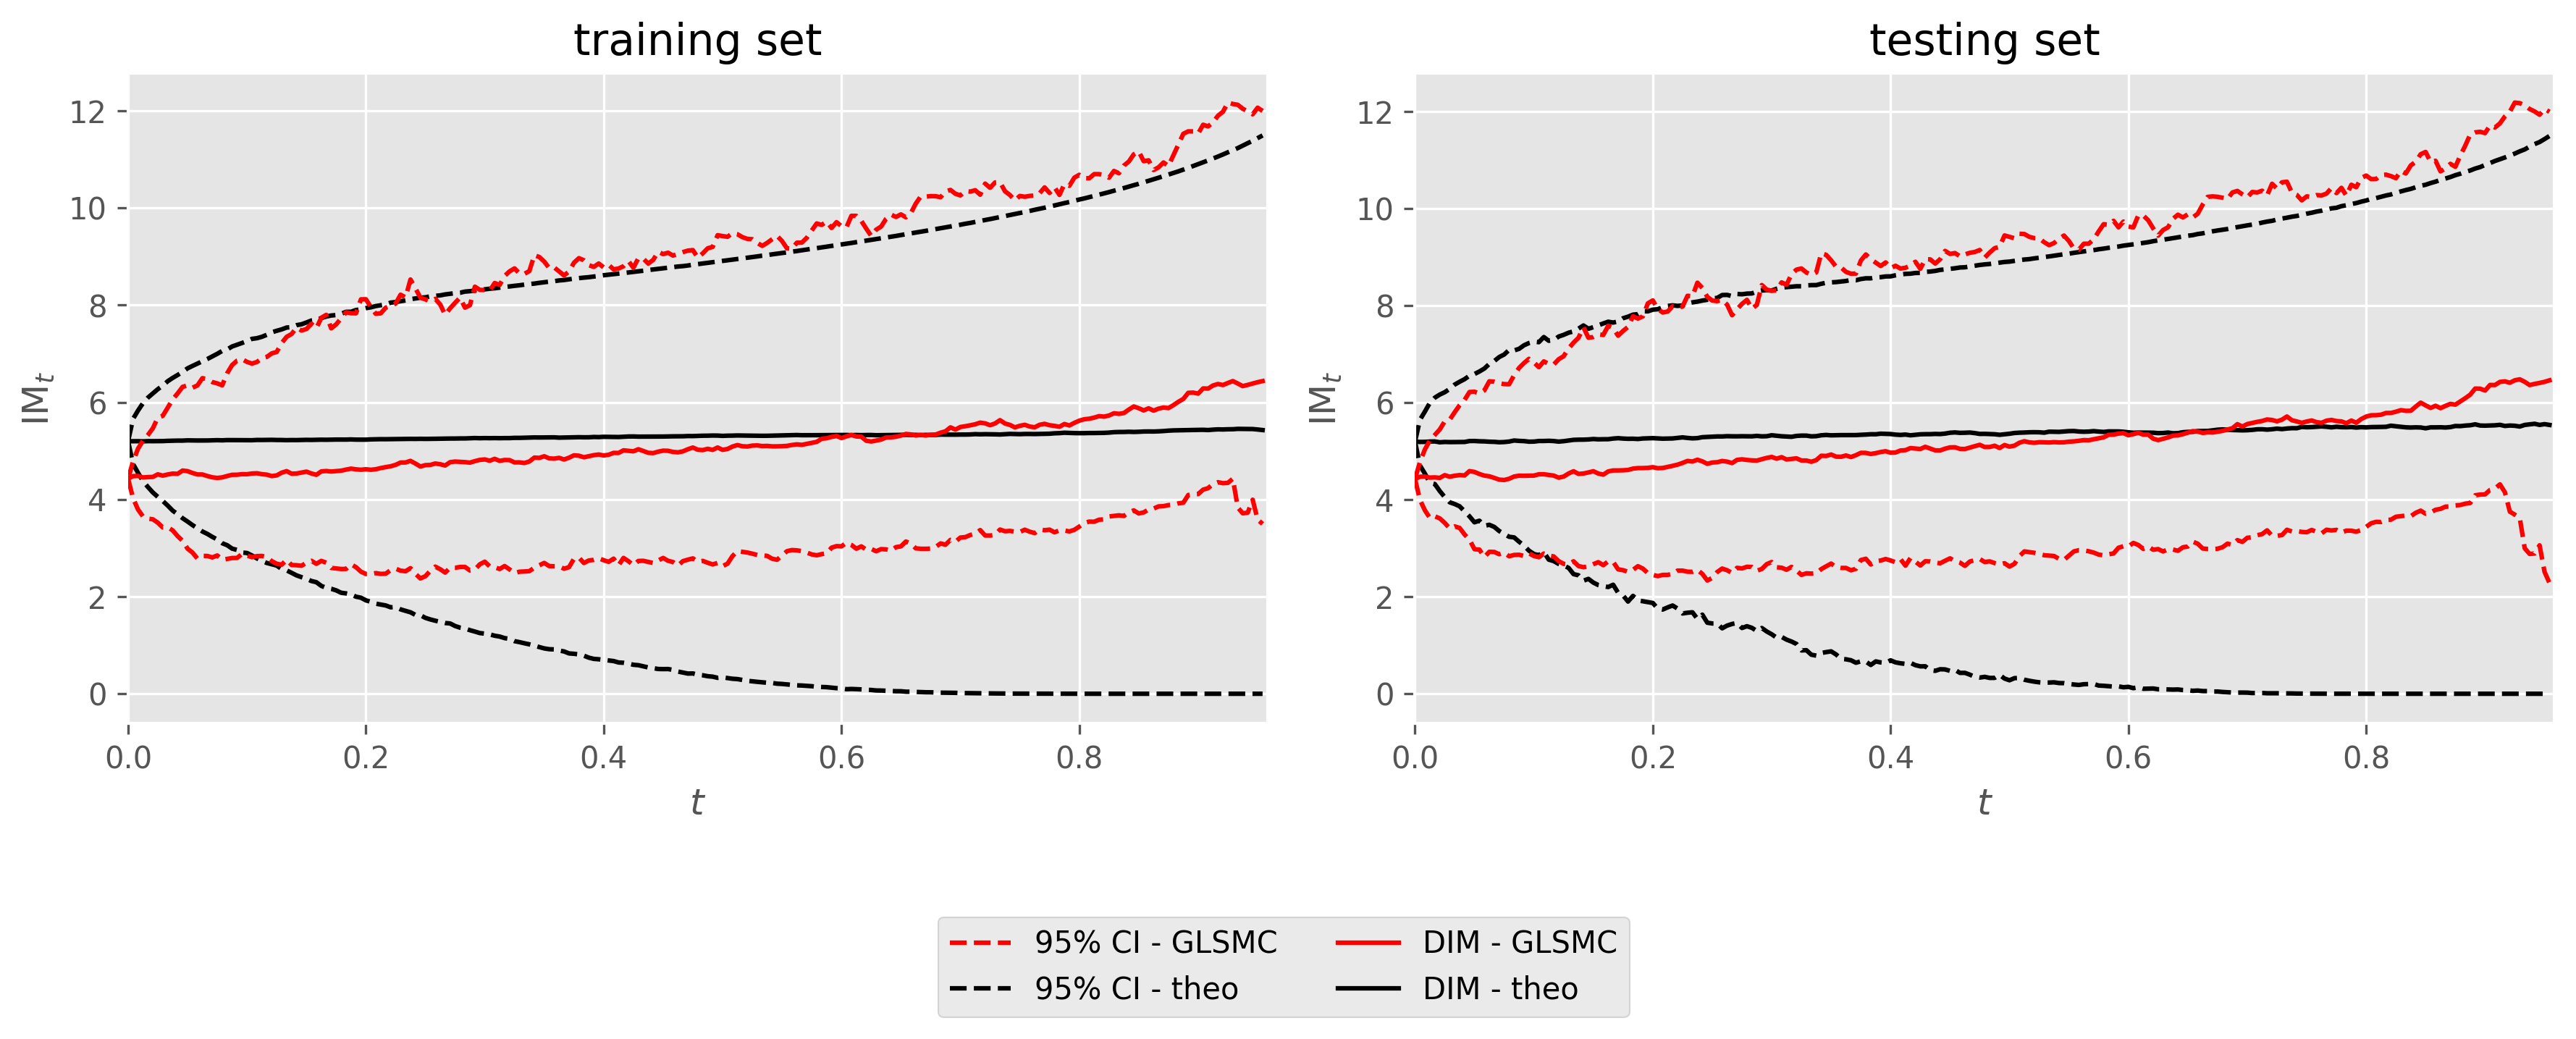 training set
testing set
IM_t
12
10
8
6
4
2
0
0.0 0.2 0.4 0.6 0.8
t
IM_t
12
10
8
6
4
2
0
0.0 0.2 0.4 0.6 0.8
t
95% CI - GLSMC
95% CI - theo
DIM - GLSMC
DIM - theo